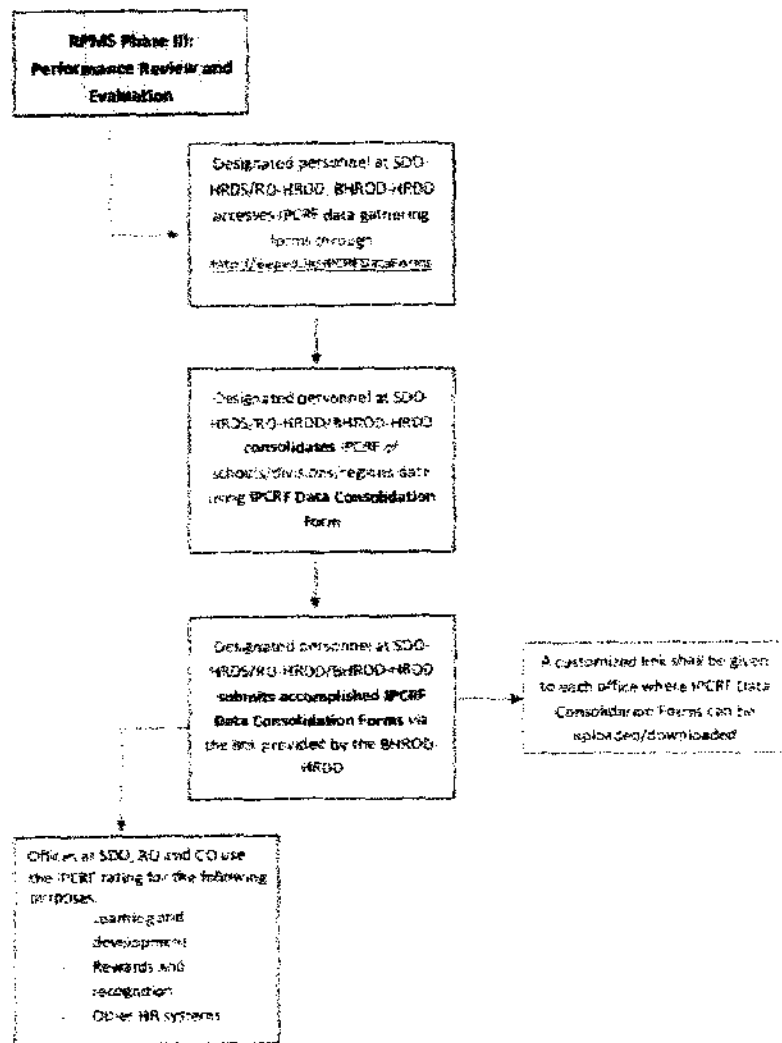 RPMS Phase III:
Performance Review and
Evaluation
Designated personnel at SDO-
HRDS/RO-HRDD, BHROD-HRDD
accesses IPCRF data gathering
forms through
Designated personnel at SDO-
HRDS/RO-HRDD/BHROD-HRDD
consolidates IPCRF of
schools/divisions/regions data
using IPCRF Data Consolidation
Form
Designated personnel at SDO-
HRDS/RO-HRDD/BHROD-HRDD
submits accomplished IPCRF
Data Consolidation Forms via
the link provided by the BHROD-
HRDD
A customized link shall be given
to each office where IPCRF Data
Consolidation Forms can be
uploaded/downloaded
Offices at SDO, RO and CO use
the IPCRF rating for the following
purposes:
Learning and
development
- Rewards and
recognition
- Other HR systems